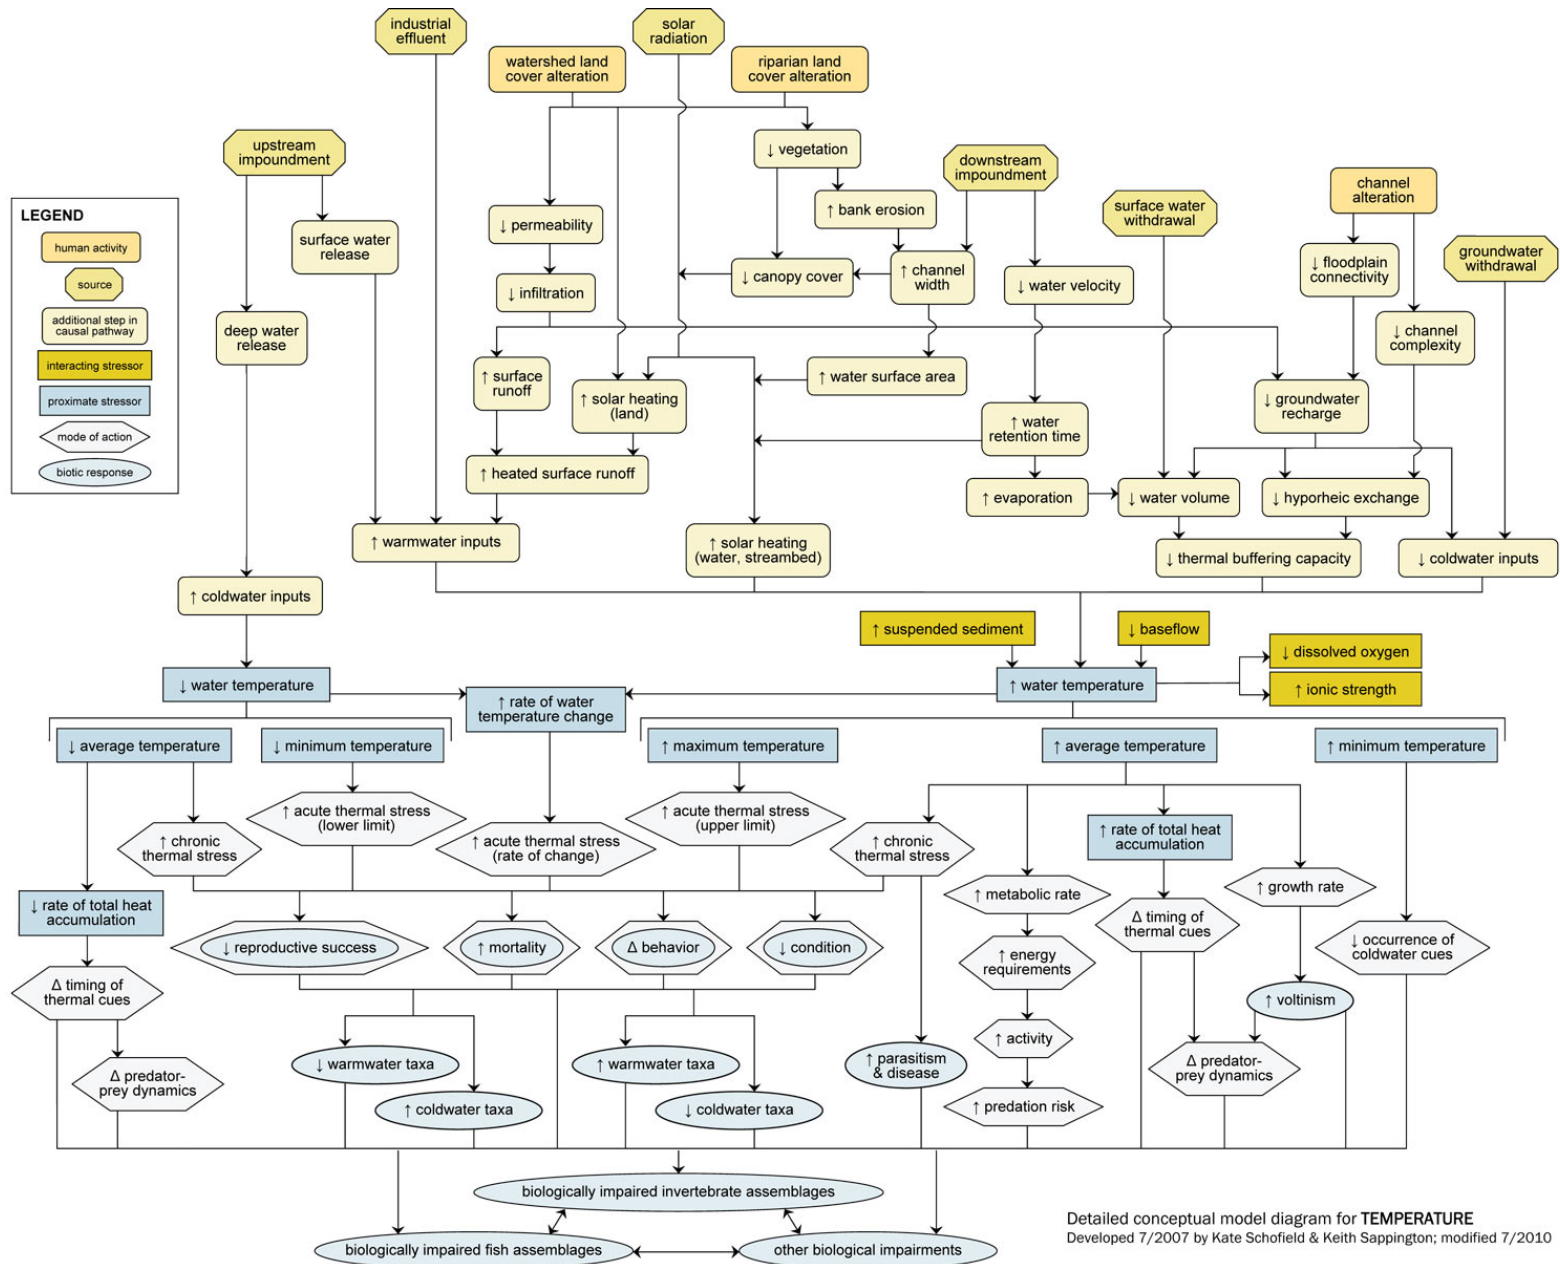 industrial
effluent
solar
radiation
watershed land
cover alteration
riparian land
cover alteration
upstream
impoundment
↓ vegetation
downstream
impoundment
channel
alteration
surface water
withdrawal
groundwater
withdrawal
LEGEND
human activity
source
additional step in
causal pathway
interacting stressor
proximate stressor
mode of action
biotic response
↑ bank erosion
↓ permeability
surface water
release
↓ canopy cover
↑ channel
width
↓ water velocity
↓ floodplain
connectivity
↓ infiltration
deep water
release
↓ channel
complexity
↑ surface
runoff
↑ solar heating
(land)
↑ water surface area
↓ groundwater
recharge
↑ water
retention time
↑ heated surface runoff
↑ evaporation
↓ water volume
↓ hyporheic exchange
↑ warmwater inputs
↑ solar heating
(water, streambed)
↓ thermal buffering capacity
↓ coldwater inputs
↑ coldwater inputs
↑ suspended sediment
↓ baseflow
↓ dissolved oxygen
↑ ionic strength
↓ water temperature
↑ rate of water
temperature change
↑ water temperature
↓ average temperature
↓ minimum temperature
↑ maximum temperature
↑ average temperature
↑ minimum temperature
↑ acute thermal stress
(lower limit)
↑ acute thermal stress
(upper limit)
↑ chronic
thermal stress
↑ acute thermal stress
(rate of change)
↑ chronic
thermal stress
↑ rate of total heat
accumulation
↑ metabolic rate
↑ growth rate
↓ rate of total heat
accumulation
Δ timing of
thermal cues
↓ reproductive success
↑ mortality
Δ behavior
↓ condition
↓ occurrence of
coldwater cues
↑ energy
requirements
Δ timing of
thermal cues
↑ voltinism
↑ activity
↓ warmwater taxa
↑ warmwater taxa
↑ parasitism
& disease
Δ predator-
prey dynamics
Δ predator-
prey dynamics
↑ coldwater taxa
↓ coldwater taxa
↑ predation risk
biologically impaired invertebrate assemblages
biologically impaired fish assemblages
other biological impairments
Detailed conceptual model diagram for TEMPERATURE
Developed 7/2007 by Kate Schofield & Keith Sappington; modified 7/2010